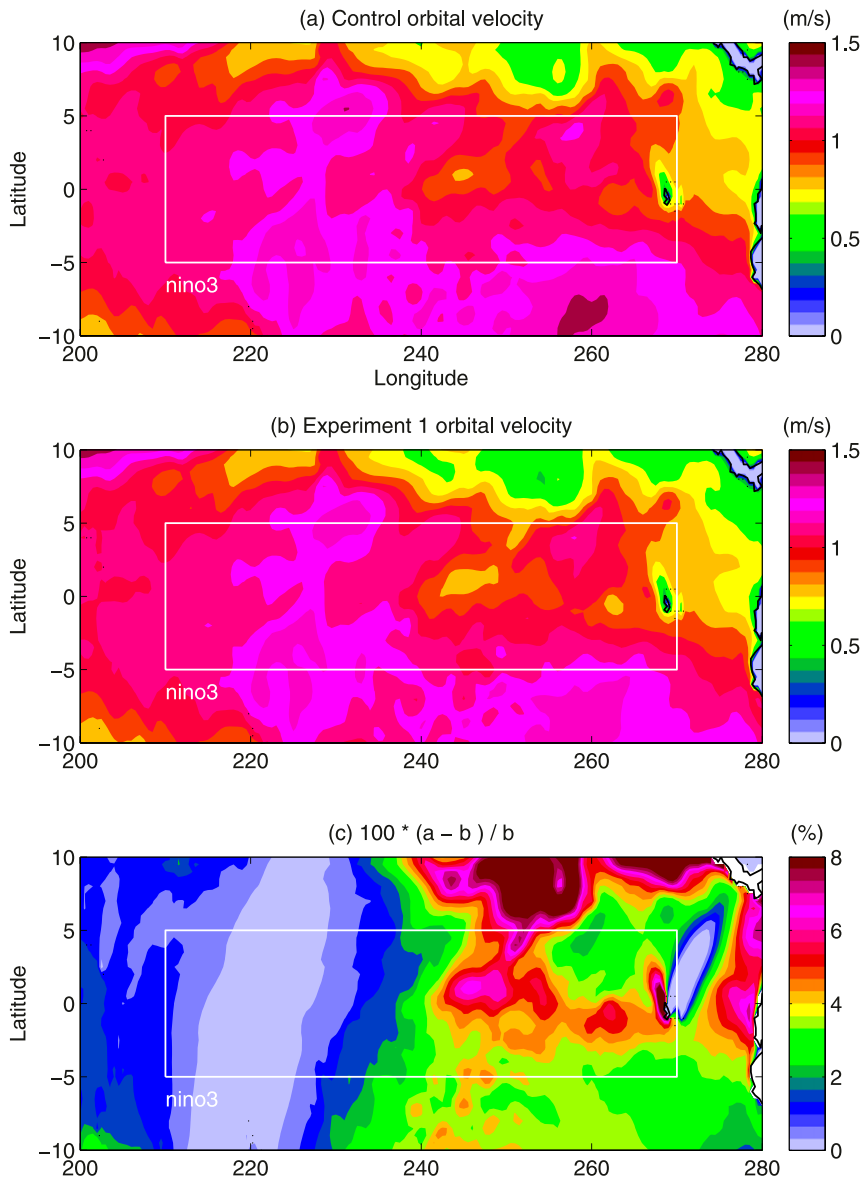 (a) Control orbital velocity (m/s)
10
5
0
−5
−10
Latitude
nino3
200 220 240 260 280
Longitude
1.5
1
0.5
0
(b) Experiment 1 orbital velocity (m/s)
10
5
0
−5
−10
Latitude
nino3
200 220 240 260 280
1.5
1
0.5
0
(c) 100 * (a − b ) / b (%)
10
5
0
−5
−10
Latitude
nino3
200 220 240 260 280
8
6
4
2
0